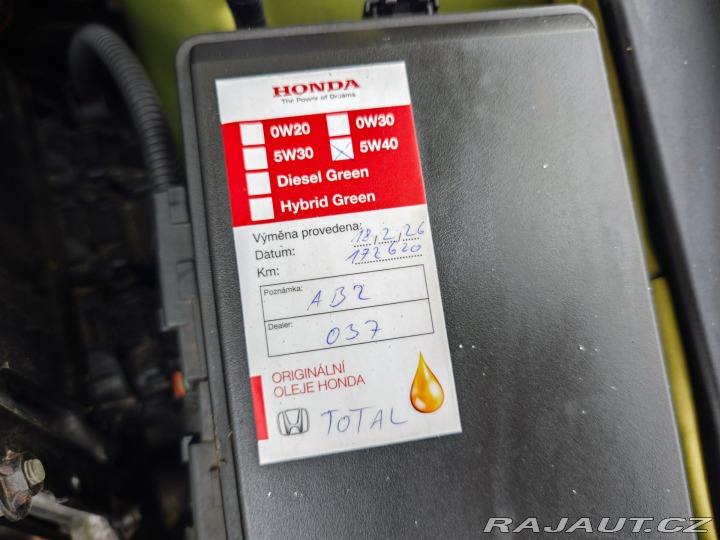 HONDA
The Power of Dreams
0W20 0W30
5W30 5W40
Diesel Green
Hybrid Green
Výměna provedena:
Datum: 18, 2, 26
Km: 172620
Poznámka: AB2
Dealer: 037
ORIGINÁLNÍ
OLEJE HONDA
TOTAL
RAJAUT.CZ